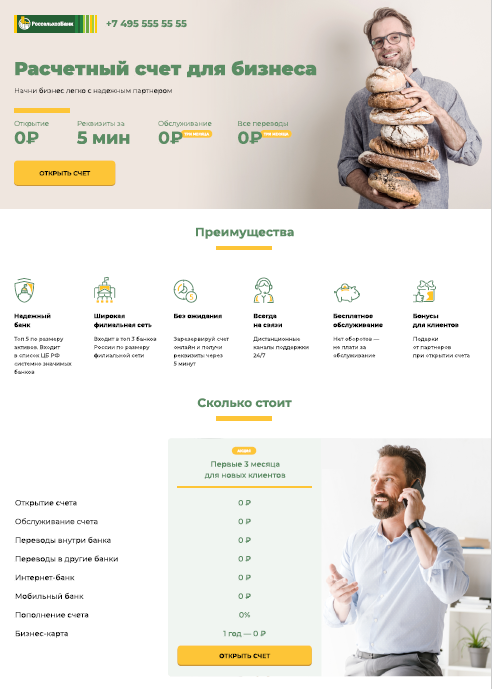 РоссельхозБанк
+7 495 555 55 55
Расчетный счет для бизнеса
Начни бизнес легко с надежным партнером
Открытие
0₽
Реквизиты за
5 мин
Обслуживание
0₽ ТРИ МЕСЯЦА
Все переводы
0₽ ТРИ МЕСЯЦА
ОТКРЫТЬ СЧЕТ
Преимущества
Надежный
банк
Топ 5 по размеру
активов. Входит
в список ЦБ РФ
системно значимых
банков
Широкая
филиальная сеть
Входит в топ 3 банков
России по размеру
филиальной сети
Без ожидания
Зарезервируй счет
онлайн и получи
реквизиты через
5 минут
Всегда
на связи
Дистанционные
каналы поддержки
24/7
Бесплатное
обслуживание
Нет оборотов —
не плати за
обслуживание
Бонусы
для клиентов
Подарки
от партнеров
при открытии счета
Сколько стоит
Первые 3 месяца
для новых клиентов
Открытие счета 0 ₽
Обслуживание счета 0 ₽
Переводы внутри банка 0 ₽
Переводы в другие банки 0 ₽
Интернет-банк 0 ₽
Мобильный банк 0 ₽
Пополнение счета 0%
Бизнес-карта 1 год — 0 ₽
ОТКРЫТЬ СЧЕТ